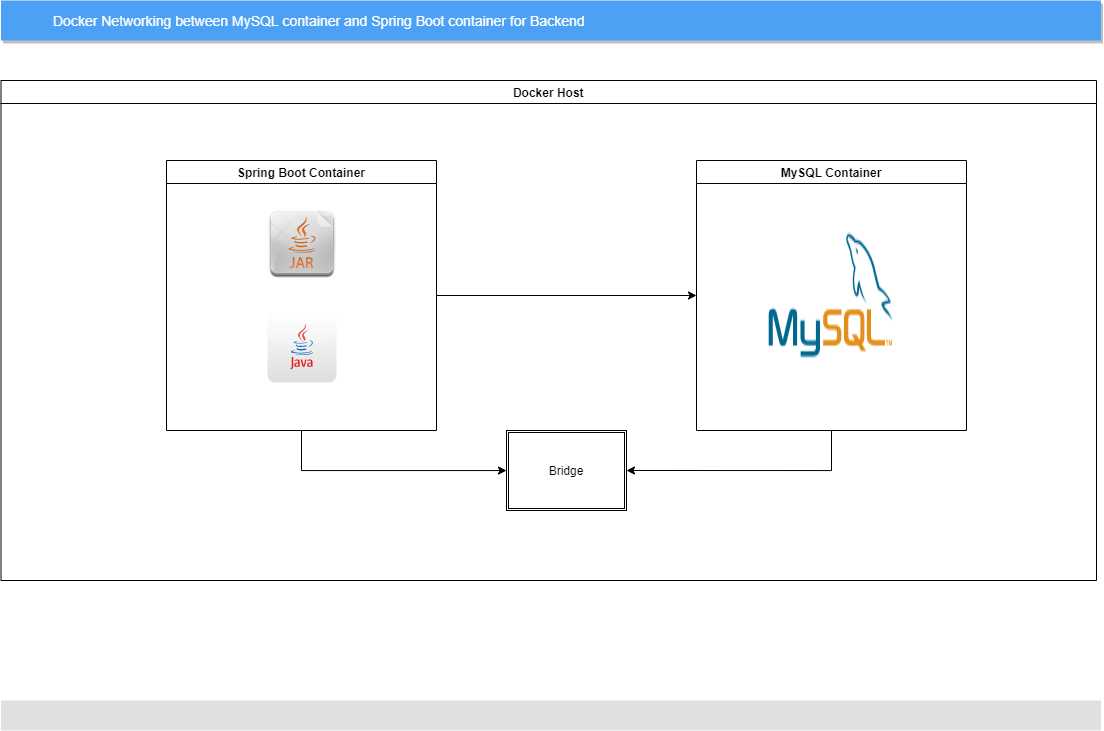 Docker Networking between MySQL container and Spring Boot container for Backend
Docker Host
Spring Boot Container
MySQL Container
JAR
Java
MySQL™
Bridge